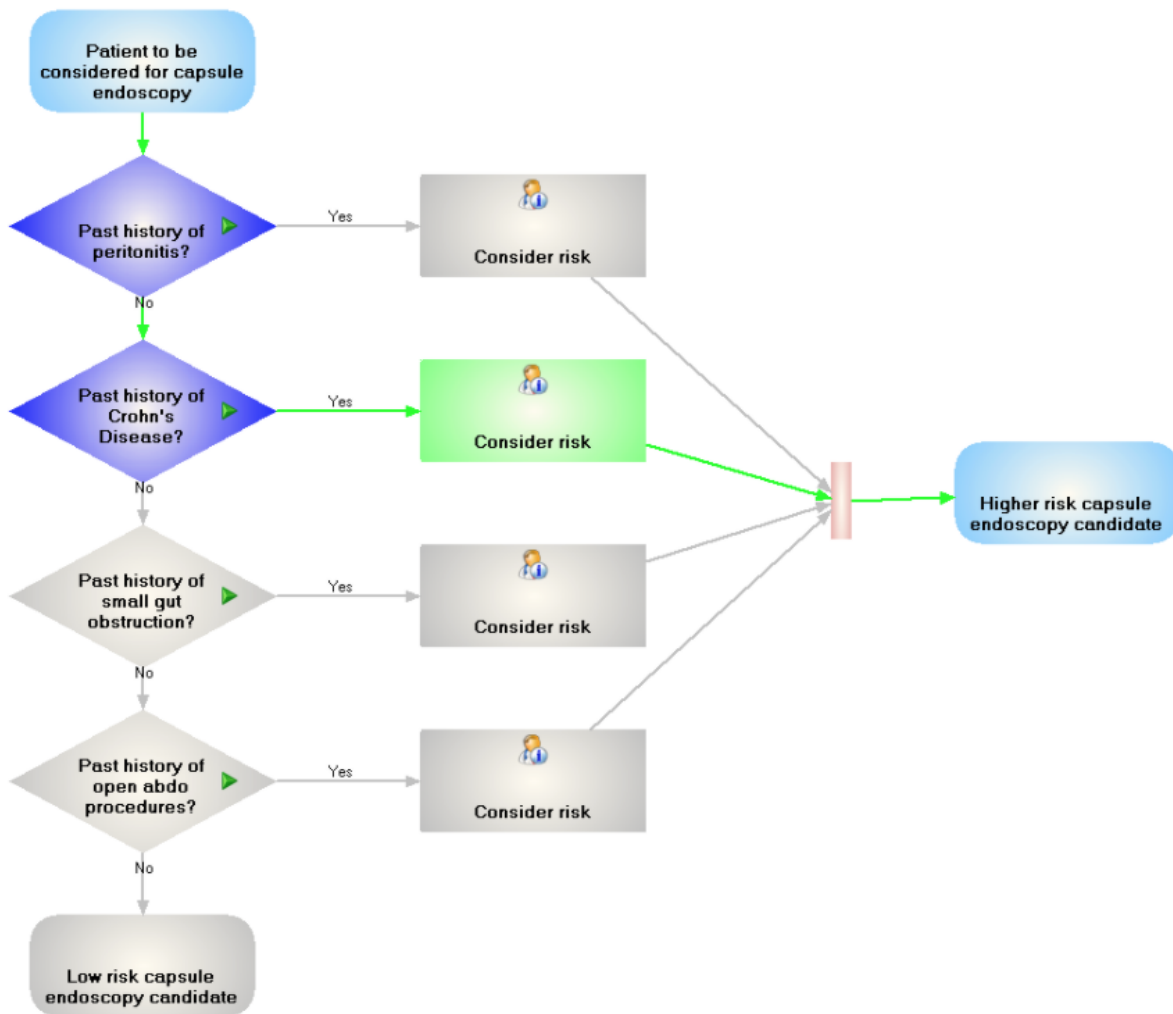 Patient to be
considered for capsule
endoscopy
Past history of
peritonitis?
Yes
Consider risk
No
Past history of
Crohn's
Disease?
Yes
Consider risk
Higher risk capsule
endoscopy candidate
No
Past history of
small gut
obstruction?
Yes
Consider risk
No
Past history of
open abdo
procedures?
Yes
Consider risk
No
Low risk capsule
endoscopy candidate